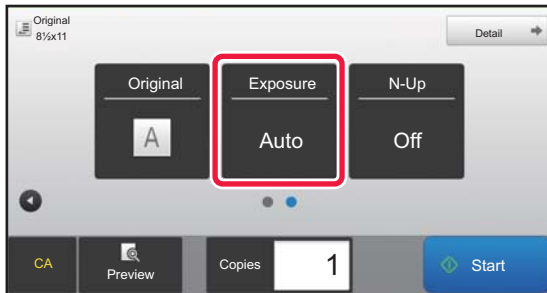 Original
8½x11
Detail
Original
Exposure
N-Up
A
Auto
Off
CA
Preview
Copies
1
Start